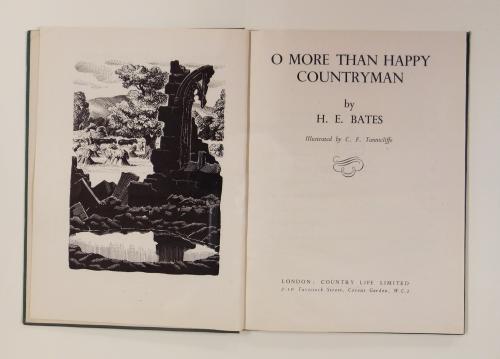 O MORE THAN HAPPY
COUNTRYMAN
by
H. E. BATES
Illustrated by C. F. Tunnicliffe
LONDON: COUNTRY LIFE LIMITED
2-10 Tavistock Street, Covent Garden, W.C.2